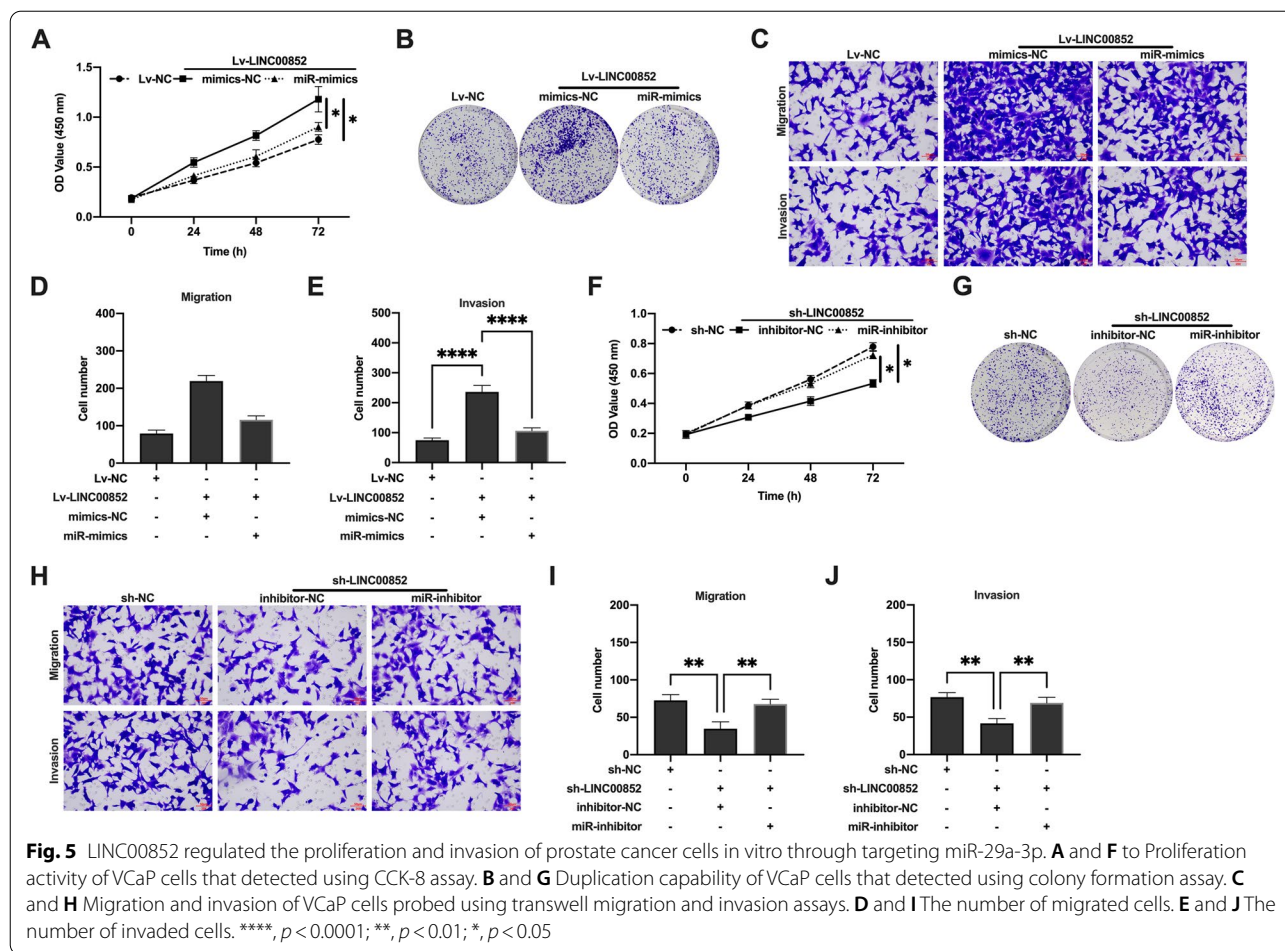 A
Lv-LINC00852
Lv-NC mimics-NC miR-mimics
1.5
1.0
0.5
0.0
OD Value (450 nm)
* *
0 24 48 72
Time (h)
B
Lv-LINC00852
Lv-NC mimics-NC miR-mimics
C
Lv-LINC00852
Lv-NC mimics-NC miR-mimics
Migration
Invasion
D
Migration
400
300
200
100
0
Cell number
Lv-NC + - -
Lv-LINC00852 - + +
mimics-NC - + -
miR-mimics - - +
E
Invasion
500
400
300
200
100
0
Cell number
****
****
Lv-NC + - -
Lv-LINC00852 - + +
mimics-NC - + -
miR-mimics - - +
F
sh-LINC00852
sh-NC inhibitor-NC miR-inhibitor
1.0
0.8
0.6
0.4
0.2
0.0
OD Value (450 nm)
* *
0 24 48 72
Time (h)
G
sh-LINC00852
sh-NC inhibitor-NC miR-inhibitor
H
sh-LINC00852
sh-NC inhibitor-NC miR-inhibitor
Migration
Invasion
I
Migration
200
150
100
50
0
Cell number
** **
sh-NC + - -
sh-LINC00852 - + +
inhibitor-NC - + -
miR-inhibitor - - +
J
Invasion
200
150
100
50
0
Cell number
** **
sh-NC + - -
sh-LINC00852 - + +
inhibitor-NC - + -
miR-inhibitor - - +
Fig. 5 LINC00852 regulated the proliferation and invasion of prostate cancer cells in vitro through targeting miR-29a-3p. A and F to Proliferation
activity of VCaP cells that detected using CCK-8 assay. B and G Duplication capability of VCaP cells that detected using colony formation assay. C
and H Migration and invasion of VCaP cells probed using transwell migration and invasion assays. D and I The number of migrated cells. E and J The
number of invaded cells. ****, p < 0.0001; **, p < 0.01; *, p < 0.05